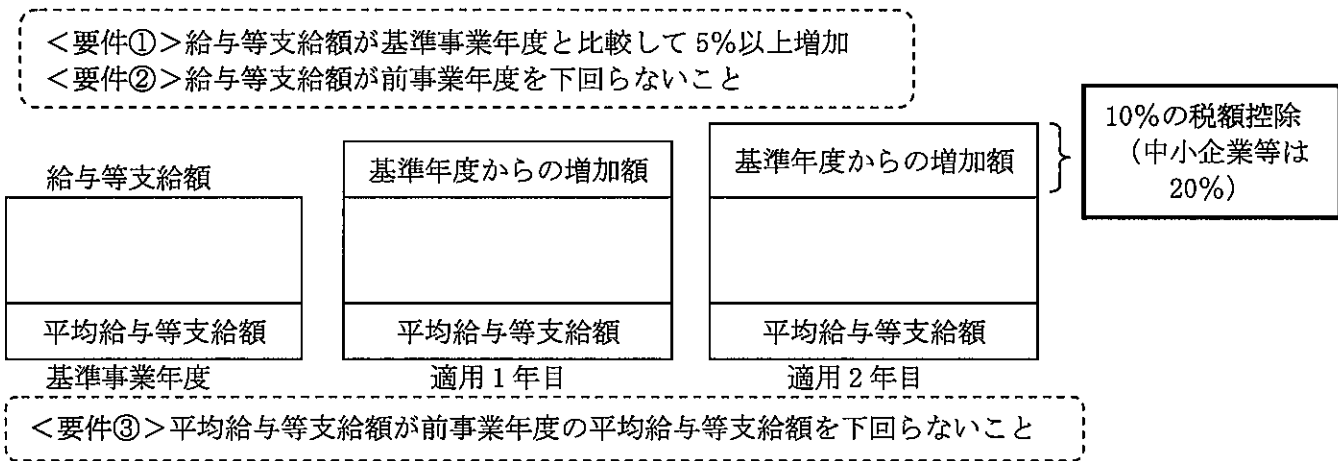 <要件①>給与等支給額が基準事業年度と比較して5%以上増加
<要件②>給与等支給額が前事業年度を下回らないこと
10%の税額控除
(中小企業等は
20%)
給与等支給額
基準年度からの増加額
基準年度からの増加額
平均給与等支給額
平均給与等支給額
平均給与等支給額
基準事業年度
適用1年目
適用2年目
<要件③>平均給与等支給額が前事業年度の平均給与等支給額を下回らないこと